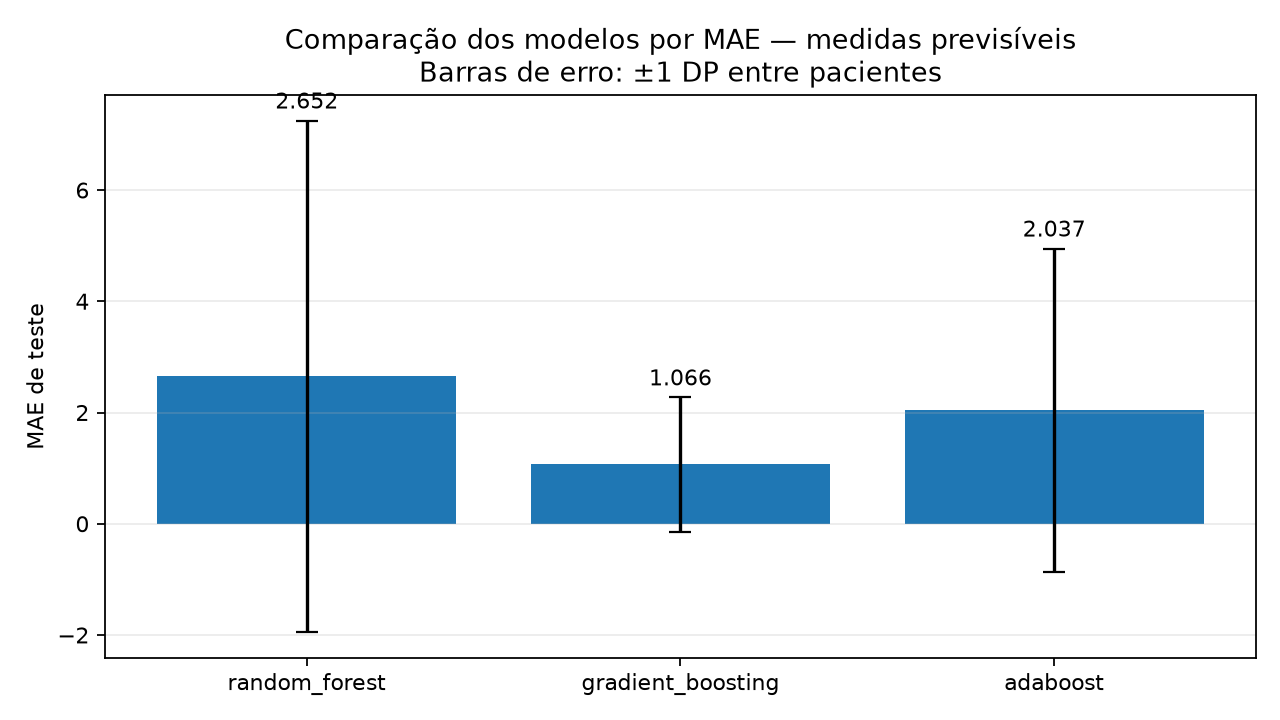 Comparação dos modelos por MAE — medidas previsíveis
Barras de erro: ±1 DP entre pacientes
2.652
1.066
2.037
MAE de teste
6
4
2
0
−2
random_forest
gradient_boosting
adaboost